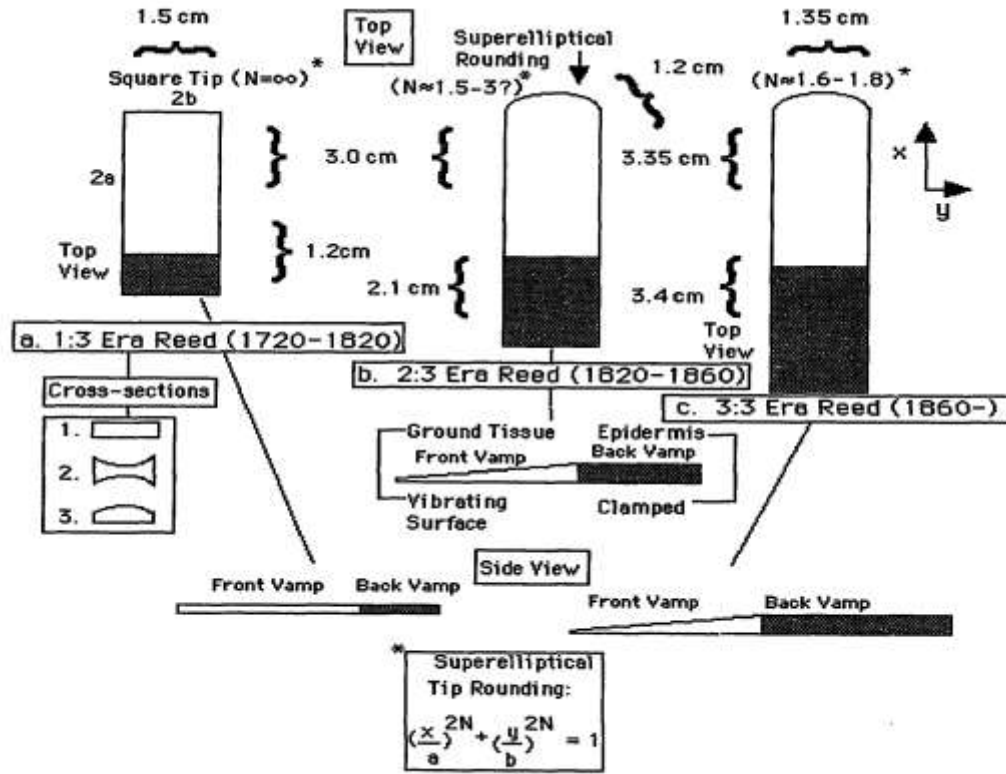 1.5 cm
Top
View
Superelliptical
Rounding
1.35 cm
Square Tip (N=∞)*
2b
(N≈1.5-3?)*
1.2 cm
(N≈1.6-1.8)*
2a
3.0 cm
3.35 cm
x
y
Top
View
1.2cm
2.1 cm
3.4 cm
Top
View
a. 1:3 Era Reed (1720-1820)
b. 2:3 Era Reed (1820-1860)
c. 3:3 Era Reed (1860-)
Cross-sections
1.
2.
3.
Ground Tissue
Epidermis
Front Vamp
Back Vamp
Vibrating
Surface
Clamped
Side View
Front Vamp
Back Vamp
Front Vamp
Back Vamp
*
Superelliptical
Tip Rounding:
(x/a)^2N + (y/b)^2N = 1